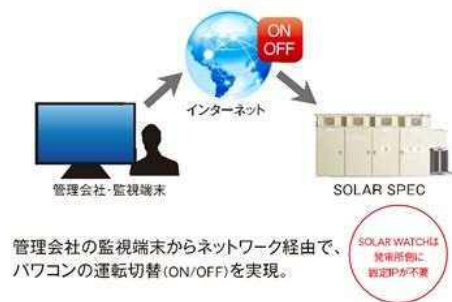 ON
OFF
インターネット
管理会社・監視端末
SOLAR SPEC
管理会社の監視端末からネットワーク経由で、
パワコンの運転切替(ON/OFF)を実現。
SOLAR WATCHは
発電所側に
固定IPが不要